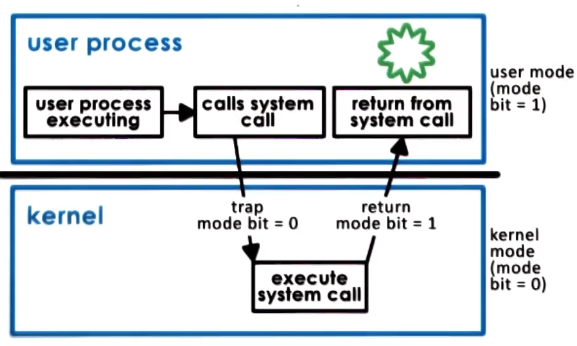 user process
user process
executing
calls system
call
return from
system call
user mode
(mode
bit = 1)
kernel
trap
mode bit = 0
return
mode bit = 1
execute
system call
kernel
mode
(mode
bit = 0)